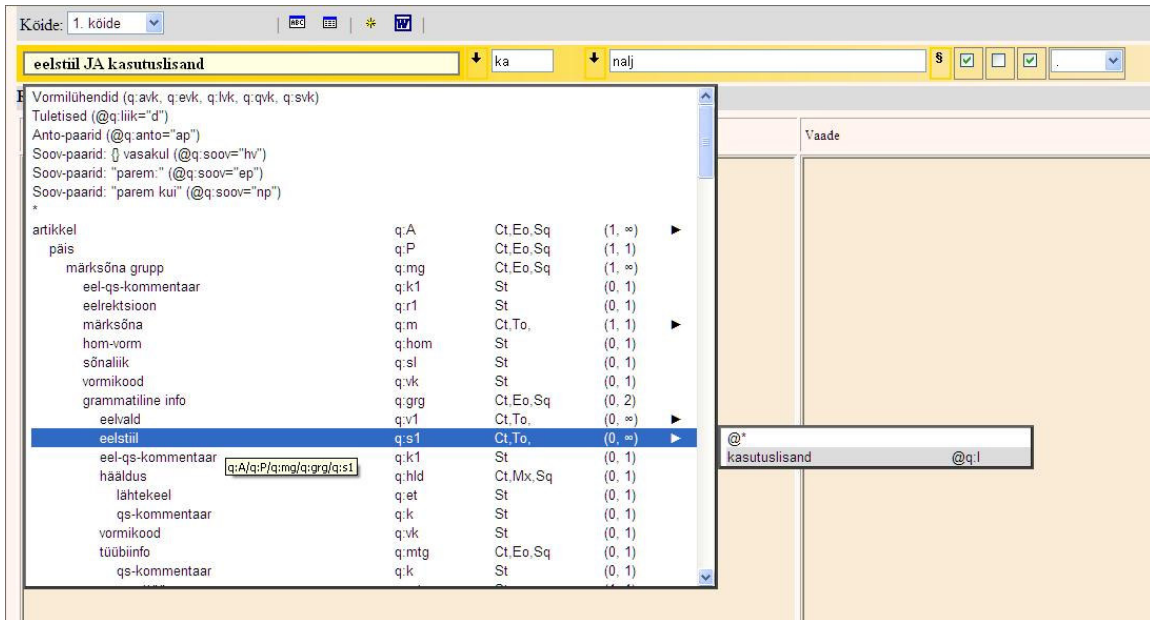 Köide: 1. köide | ABC | W |
eelstiil JA kasutuslisand ka nalj § .
Vormilühendid (q:avk, q:evk, q:lvk, q:qvk, q:svk)
Tuletised (@q:liik="d")
Anto-paarid (@q:anto="ap")
Soov-paarid: {} vasakul (@q:soov="hv")
Soov-paarid: "parem:" (@q:soov="ep")
Soov-paarid: "parem kui" (@q:soov="np")
*
Vaade
artikkel q:A Ct,Eo,Sq (1, ∞) ►
päis q:P Ct,Eo,Sq (1, 1)
märksõna grupp q:mg Ct,Eo,Sq (1, ∞)
eel-qs-kommentaar q:k1 St (0, 1)
eelrektsioon q:r1 St (0, 1)
märksõna q:m Ct,To, (1, 1) ►
hom-vorm q:hom St (0, 1)
sõnaliik q:sl St (0, 1)
vormikood q:vk St (0, 1)
grammatiline info q:grg Ct,Eo,Sq (0, 2)
eelvald q:v1 Ct,To, (0, ∞) ►
eelstiil q:s1 Ct,To, (0, ∞) ►
@*
kasutuslisand @q:l
eel-qs-kommentaar q:k1 St (0, 1)
q:A/q:P/q:mg/q:grg/q:s1
hääldus q:hld Ct,Mx,Sq (0, 1)
lähtekeel q:et St (0, 1)
qs-kommentaar q:k St (0, 1)
vormikood q:vk St (0, 1)
tüübiinfo q:mtg Ct,Eo,Sq (0, 1)
qs-kommentaar q:k St (0, 1)